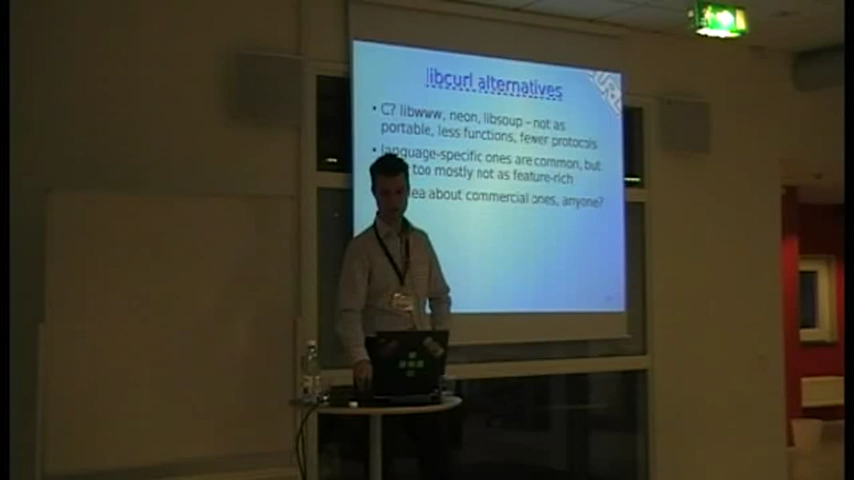 libcurl alternatives
• C? libwww, neon, libsoup - not as
portable, less functions, fewer protocols
• language-specific ones are common, but
too mostly not as feature-rich
about commercial ones, anyone?